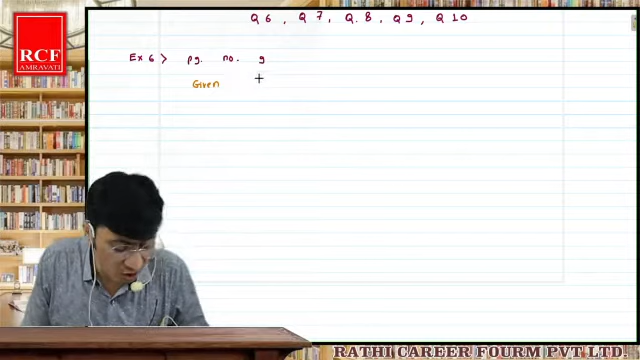 Q 6 , Q 7 , Q. 8 , Q 9 , Q 10
RCF
AMRAVATI
Ex 6 > pg. no. 9
Given
RATHI CAREER FOURM PVT LTD